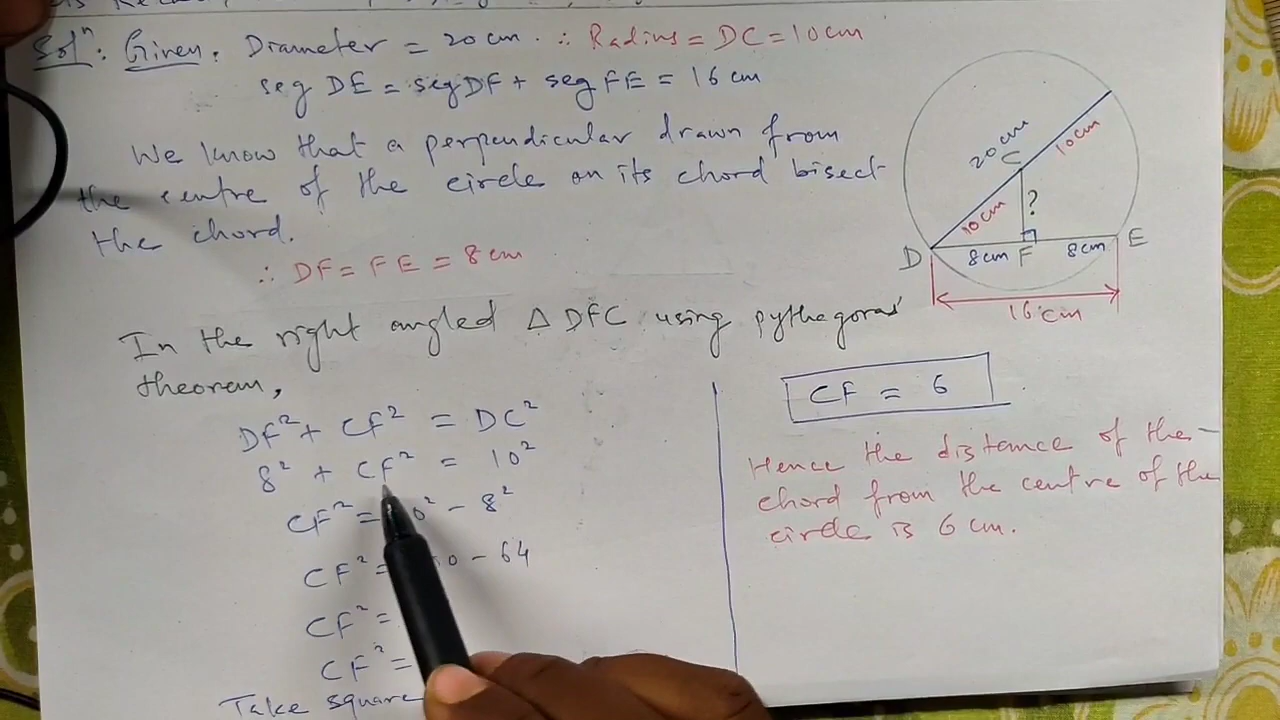 Solⁿ: Given: Diameter = 20 cm. ∴ Radius = DC = 10 cm
seg DE = seg DF + seg FE = 16 cm
We know that a perpendicular drawn from
the centre of the circle on its chord bisect
the chord.
∴ DF = FE = 8 cm
In the right angled Δ DFC using pythagoras'
theorem,
DF² + CF² = DC²
8² + CF² = 10²
CF² = 0² - 8²
CF² = 0 - 64
CF² =
CF² =
Take square
20 cm
C
10 cm
10 cm
?
D
8 cm
F
8 cm
E
16 cm
CF = 6
Hence the distance of the
chord from the centre of the
circle is 6 cm.